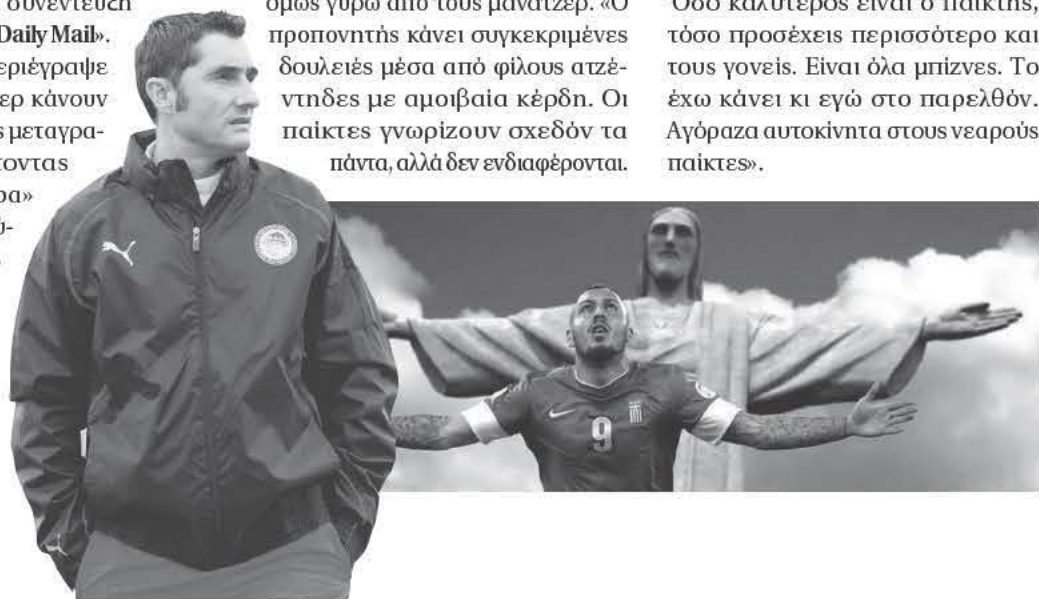 συνέντευξη
Daily Mail».
εριέγραψε
ερ κάνουν
ς μεταγρα-
τοντας
ρα»
ύ-
όμως γύρω από τους μάνατζερ. «Ο
προπονητής κάνει συγκεκριμένες
δουλειές μέσα από φίλους ατζέ-
ντηδες με αμοιβαία κέρδη. Οι
παίκτες γνωρίζουν σχεδόν τα
πάντα, αλλά δεν ενδιαφέρονται.
Όσο καλύτερος είναι ο παίκτης,
τόσο προσέχεις περισσότερο και
τους γονείς. Είναι όλα μπίζνες. Το
έχω κάνει κι εγώ στο παρελθόν.
Αγόραζα αυτοκίνητα στους νεαρούς
παίκτες».
9